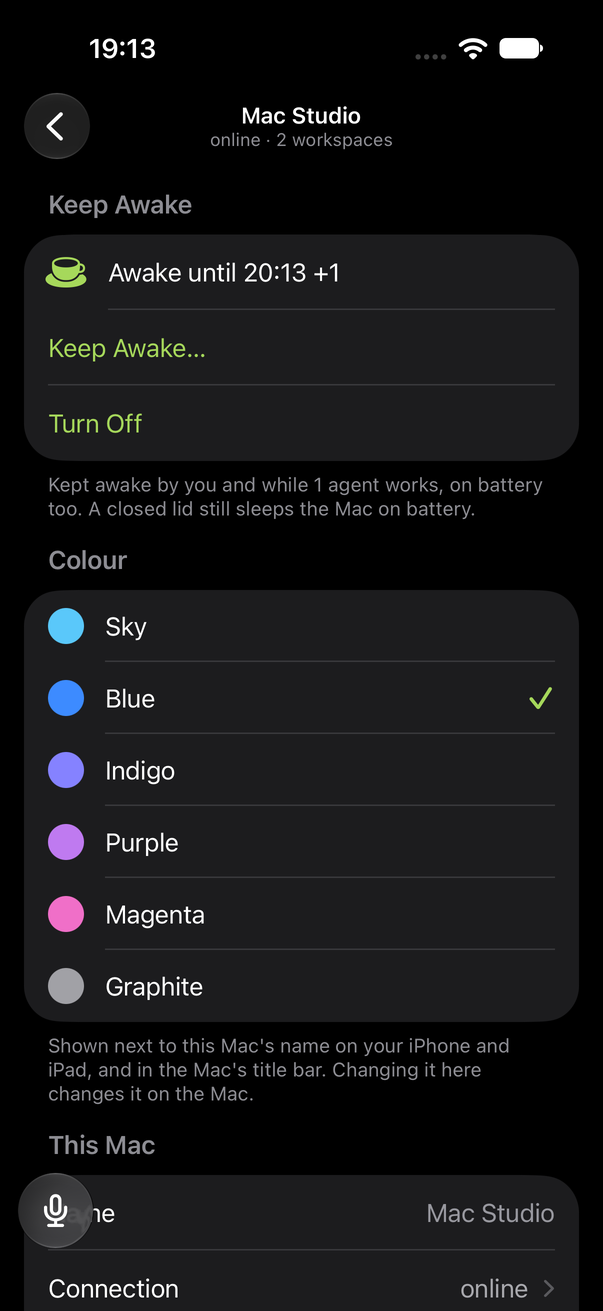 19:13
Mac Studio
online · 2 workspaces
Keep Awake
Awake until 20:13 +1
Keep Awake...
Turn Off
Kept awake by you and while 1 agent works, on battery
too. A closed lid still sleeps the Mac on battery.
Colour
Sky
Blue
Indigo
Purple
Magenta
Graphite
Shown next to this Mac's name on your iPhone and
iPad, and in the Mac's title bar. Changing it here
changes it on the Mac.
This Mac
Mac Studio
Connection online